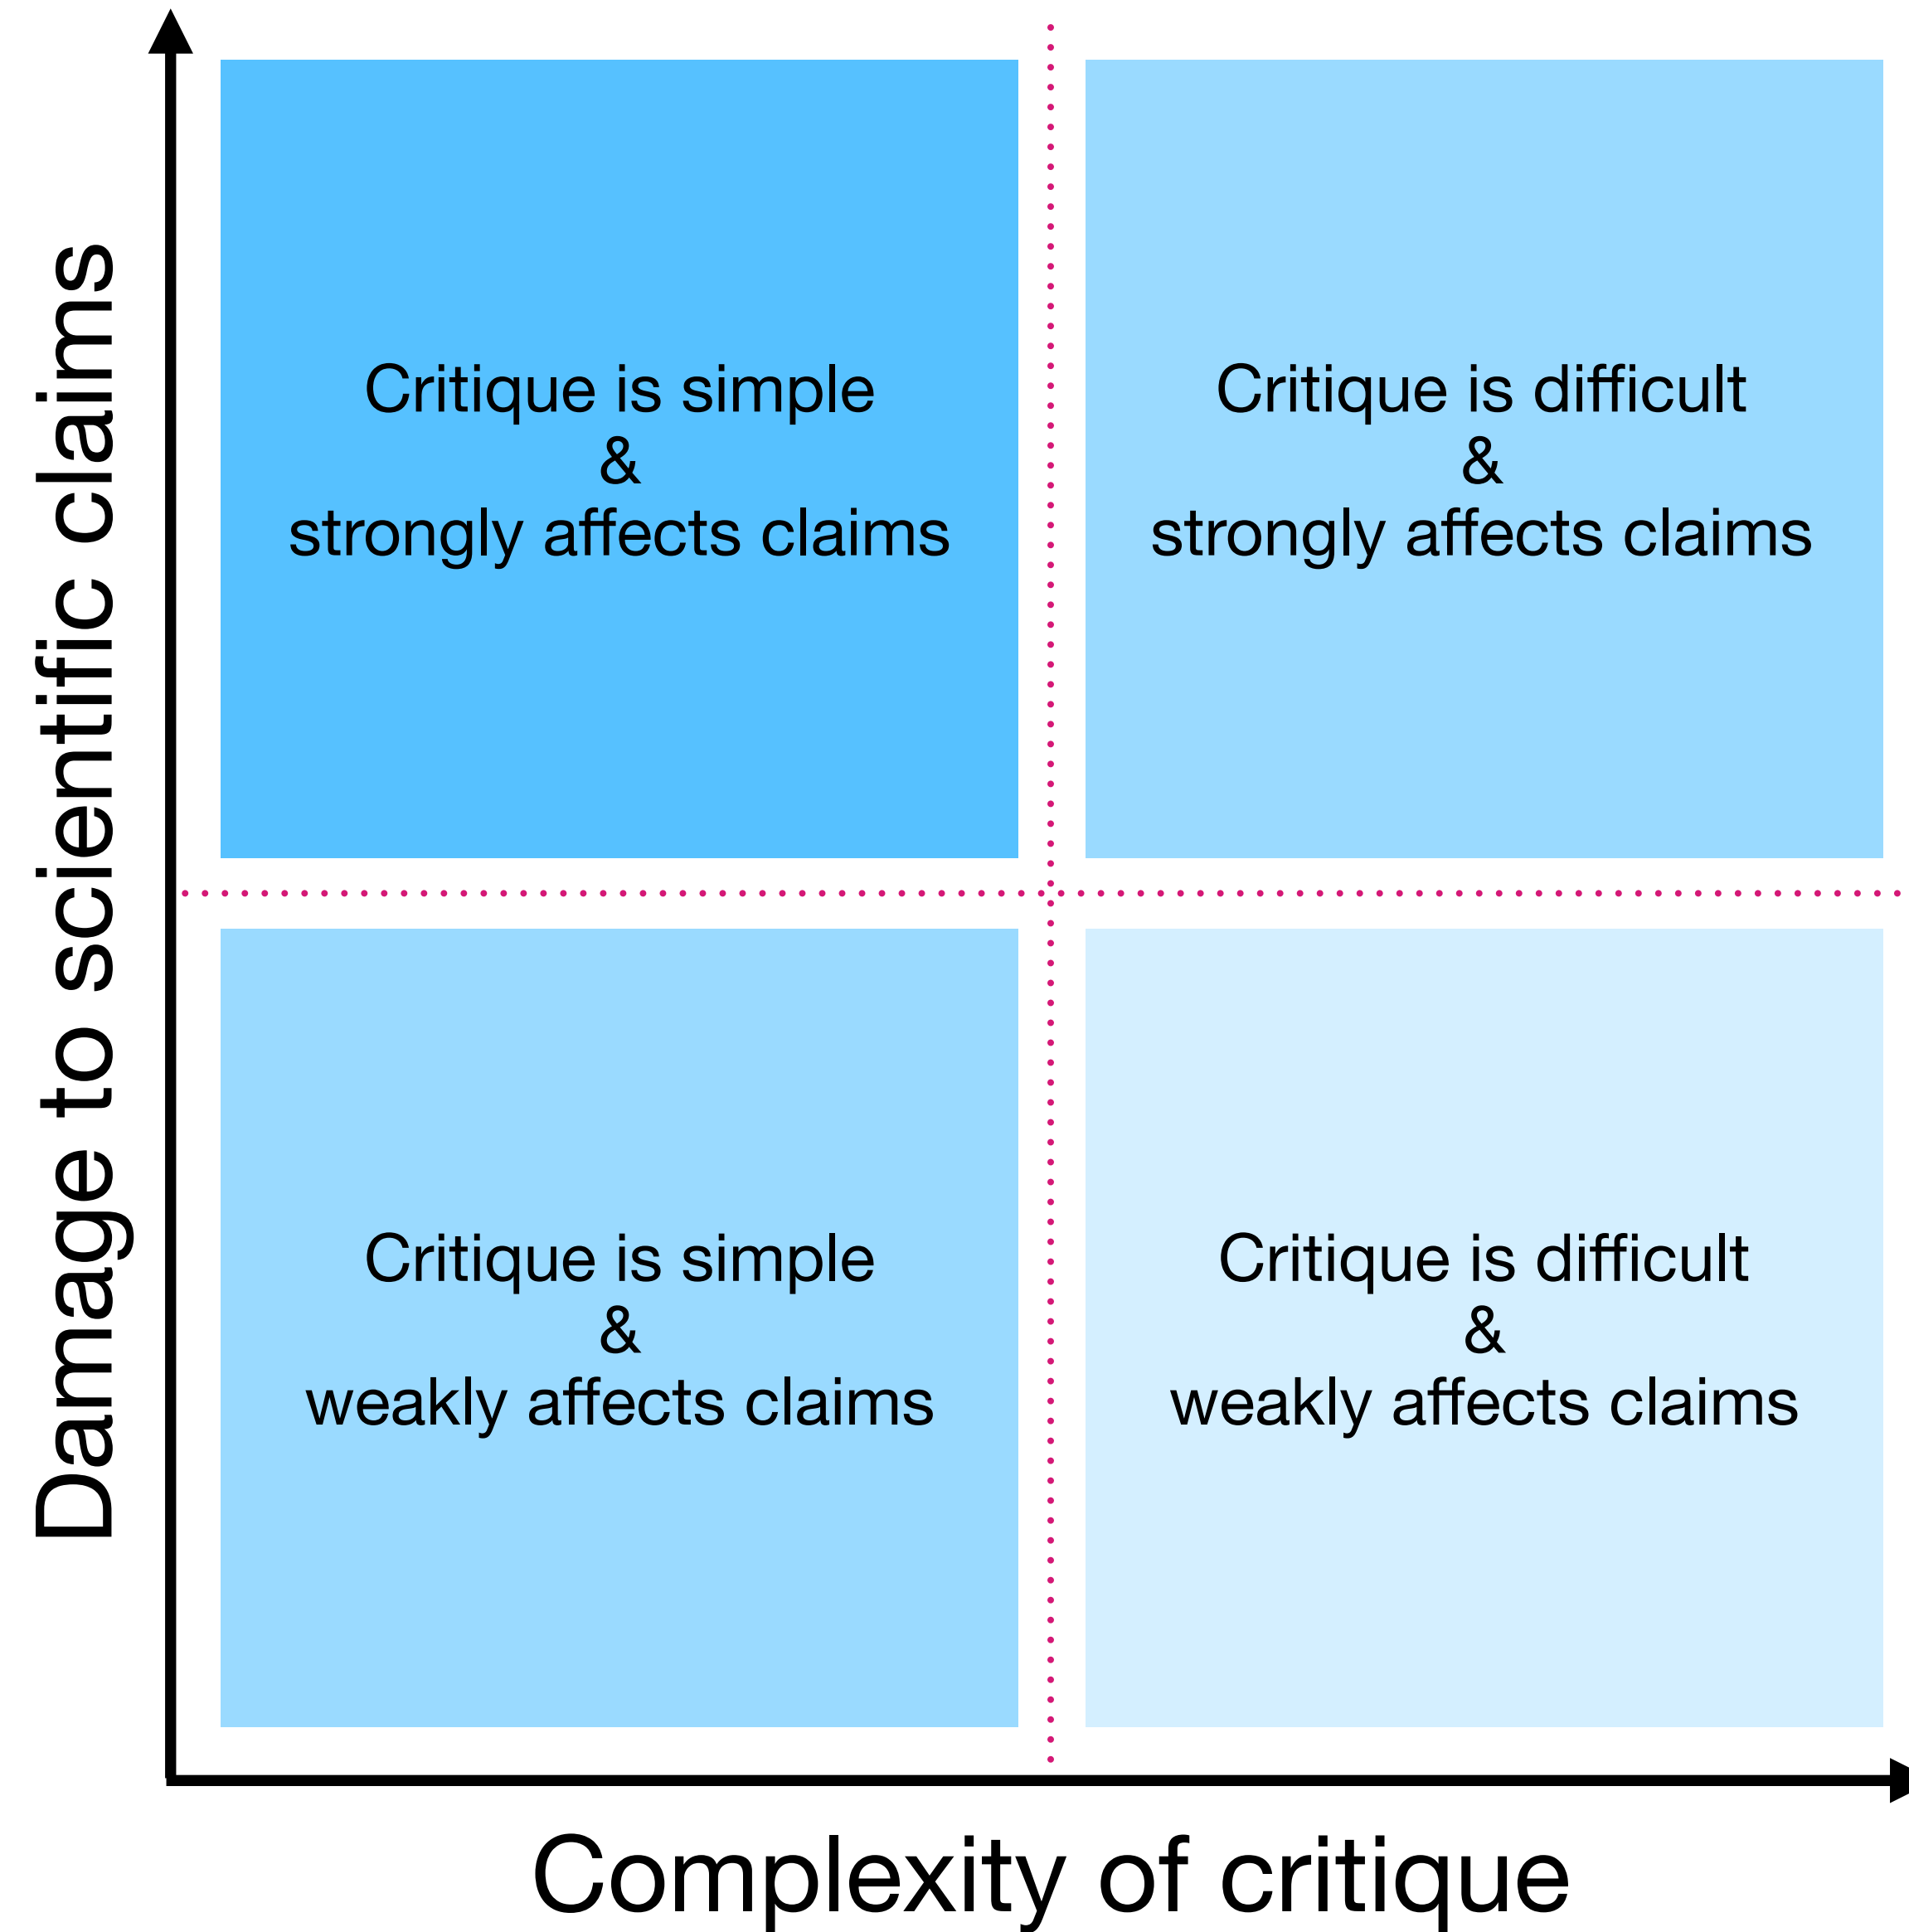 Damage to scientific claims
Critique is simple
&
strongly affects claims
Critique is difficult
&
strongly affects claims
Critique is simple
&
weakly affects claims
Critique is difficult
&
weakly affects claims
Complexity of critique